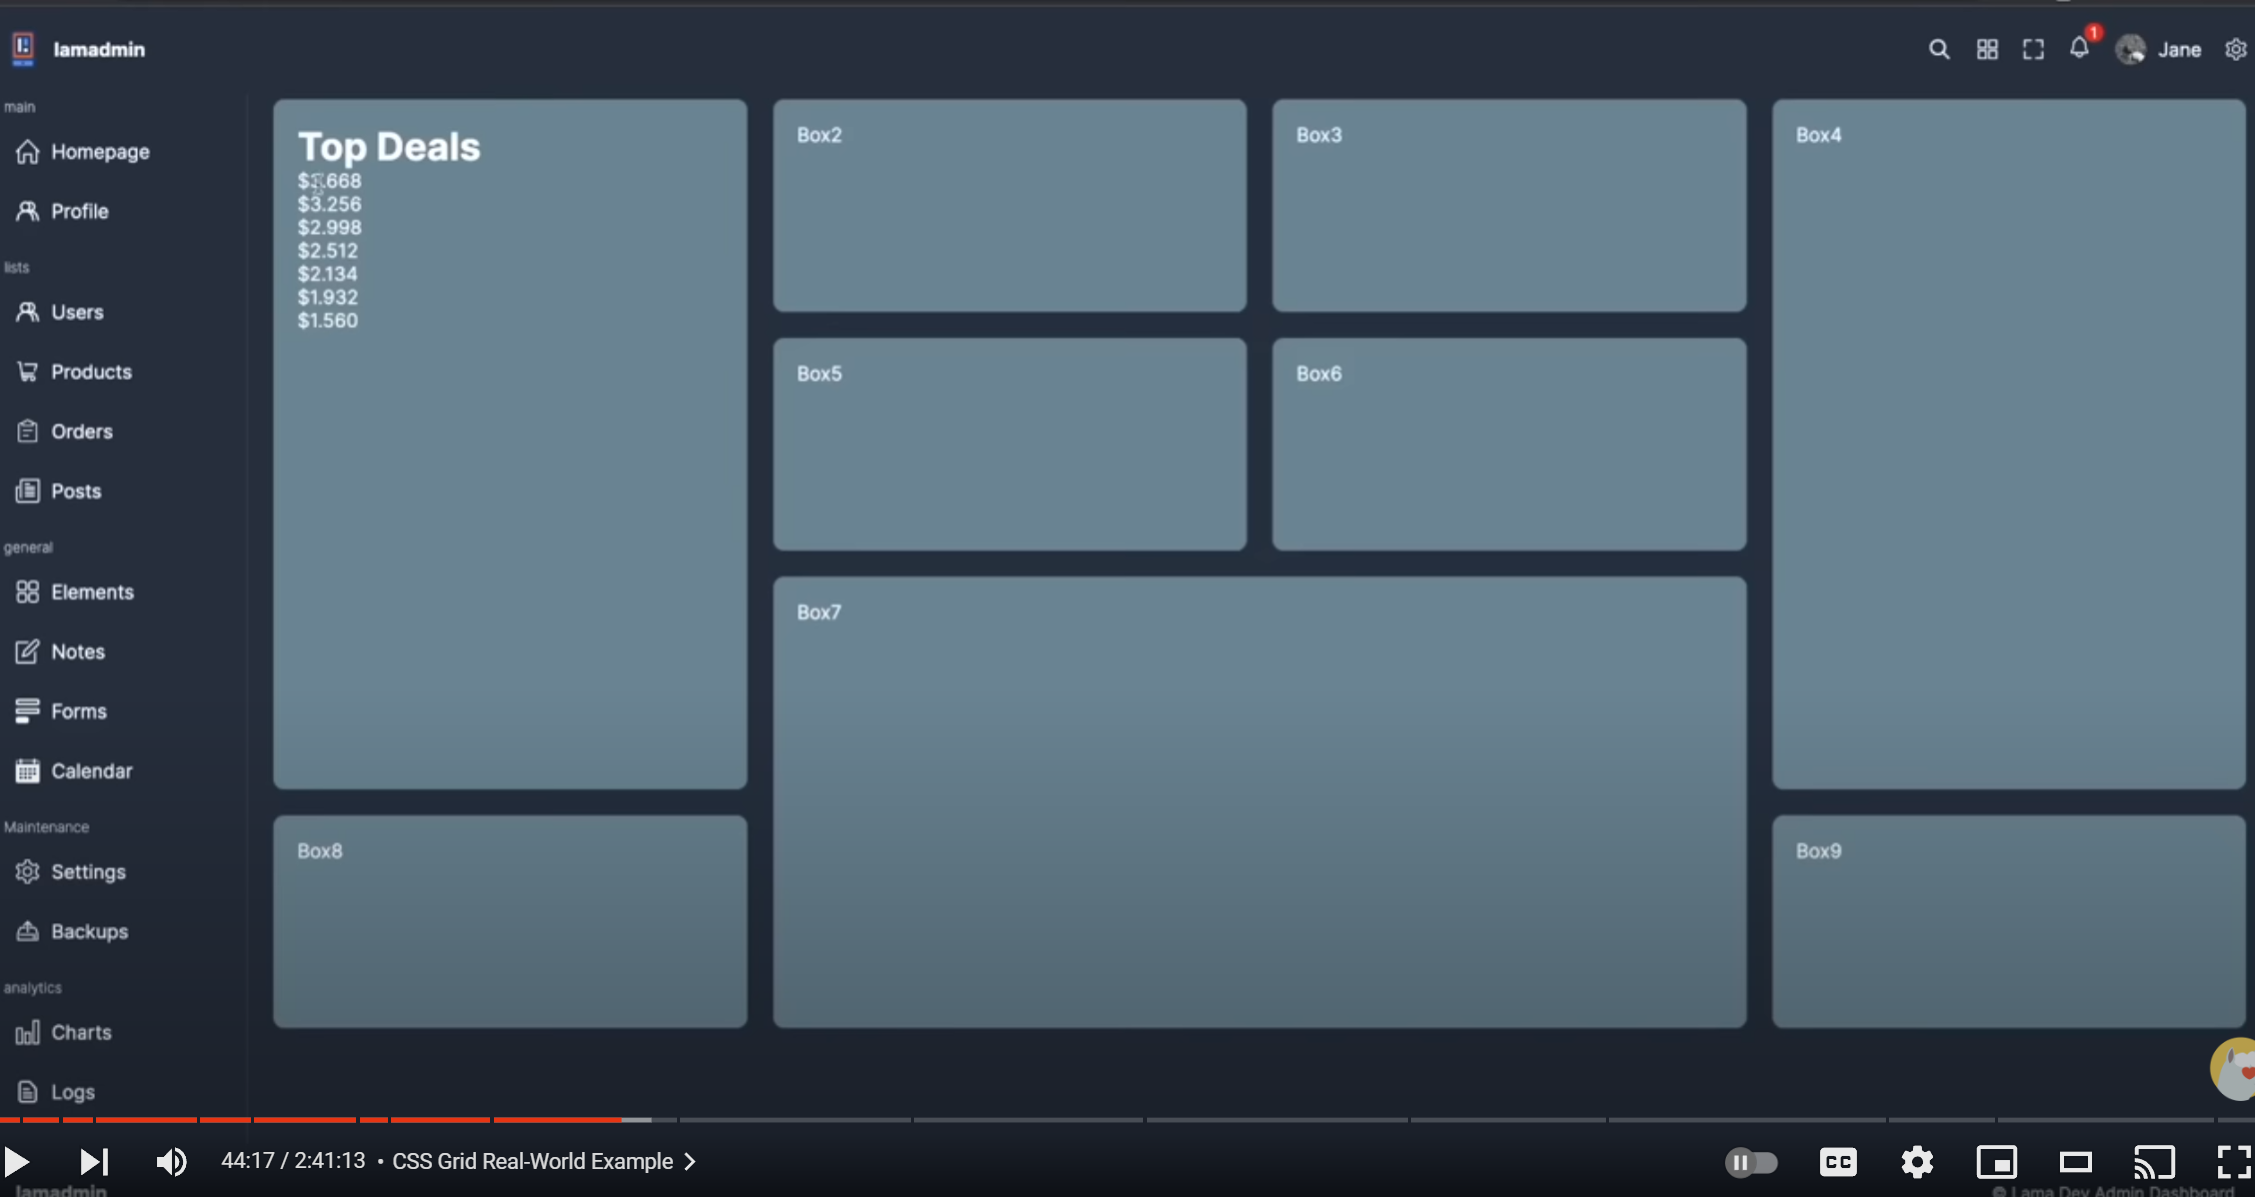 lamadmin
1
Jane
main
Homepage
Profile
lists
Users
Products
Orders
Posts
general
Elements
Notes
Forms
Calendar
Maintenance
Settings
Backups
analytics
Charts
Logs
Top Deals
$3.256
$2.998
$2.512
$2.134
$1.932
$1.560
Box2
Box3
Box4
Box5
Box6
Box7
Box8
Box9
44:17 / 2:41:13 • CSS Grid Real-World Example
CC
lamadmin
© Lama Dev Admin Dashboard